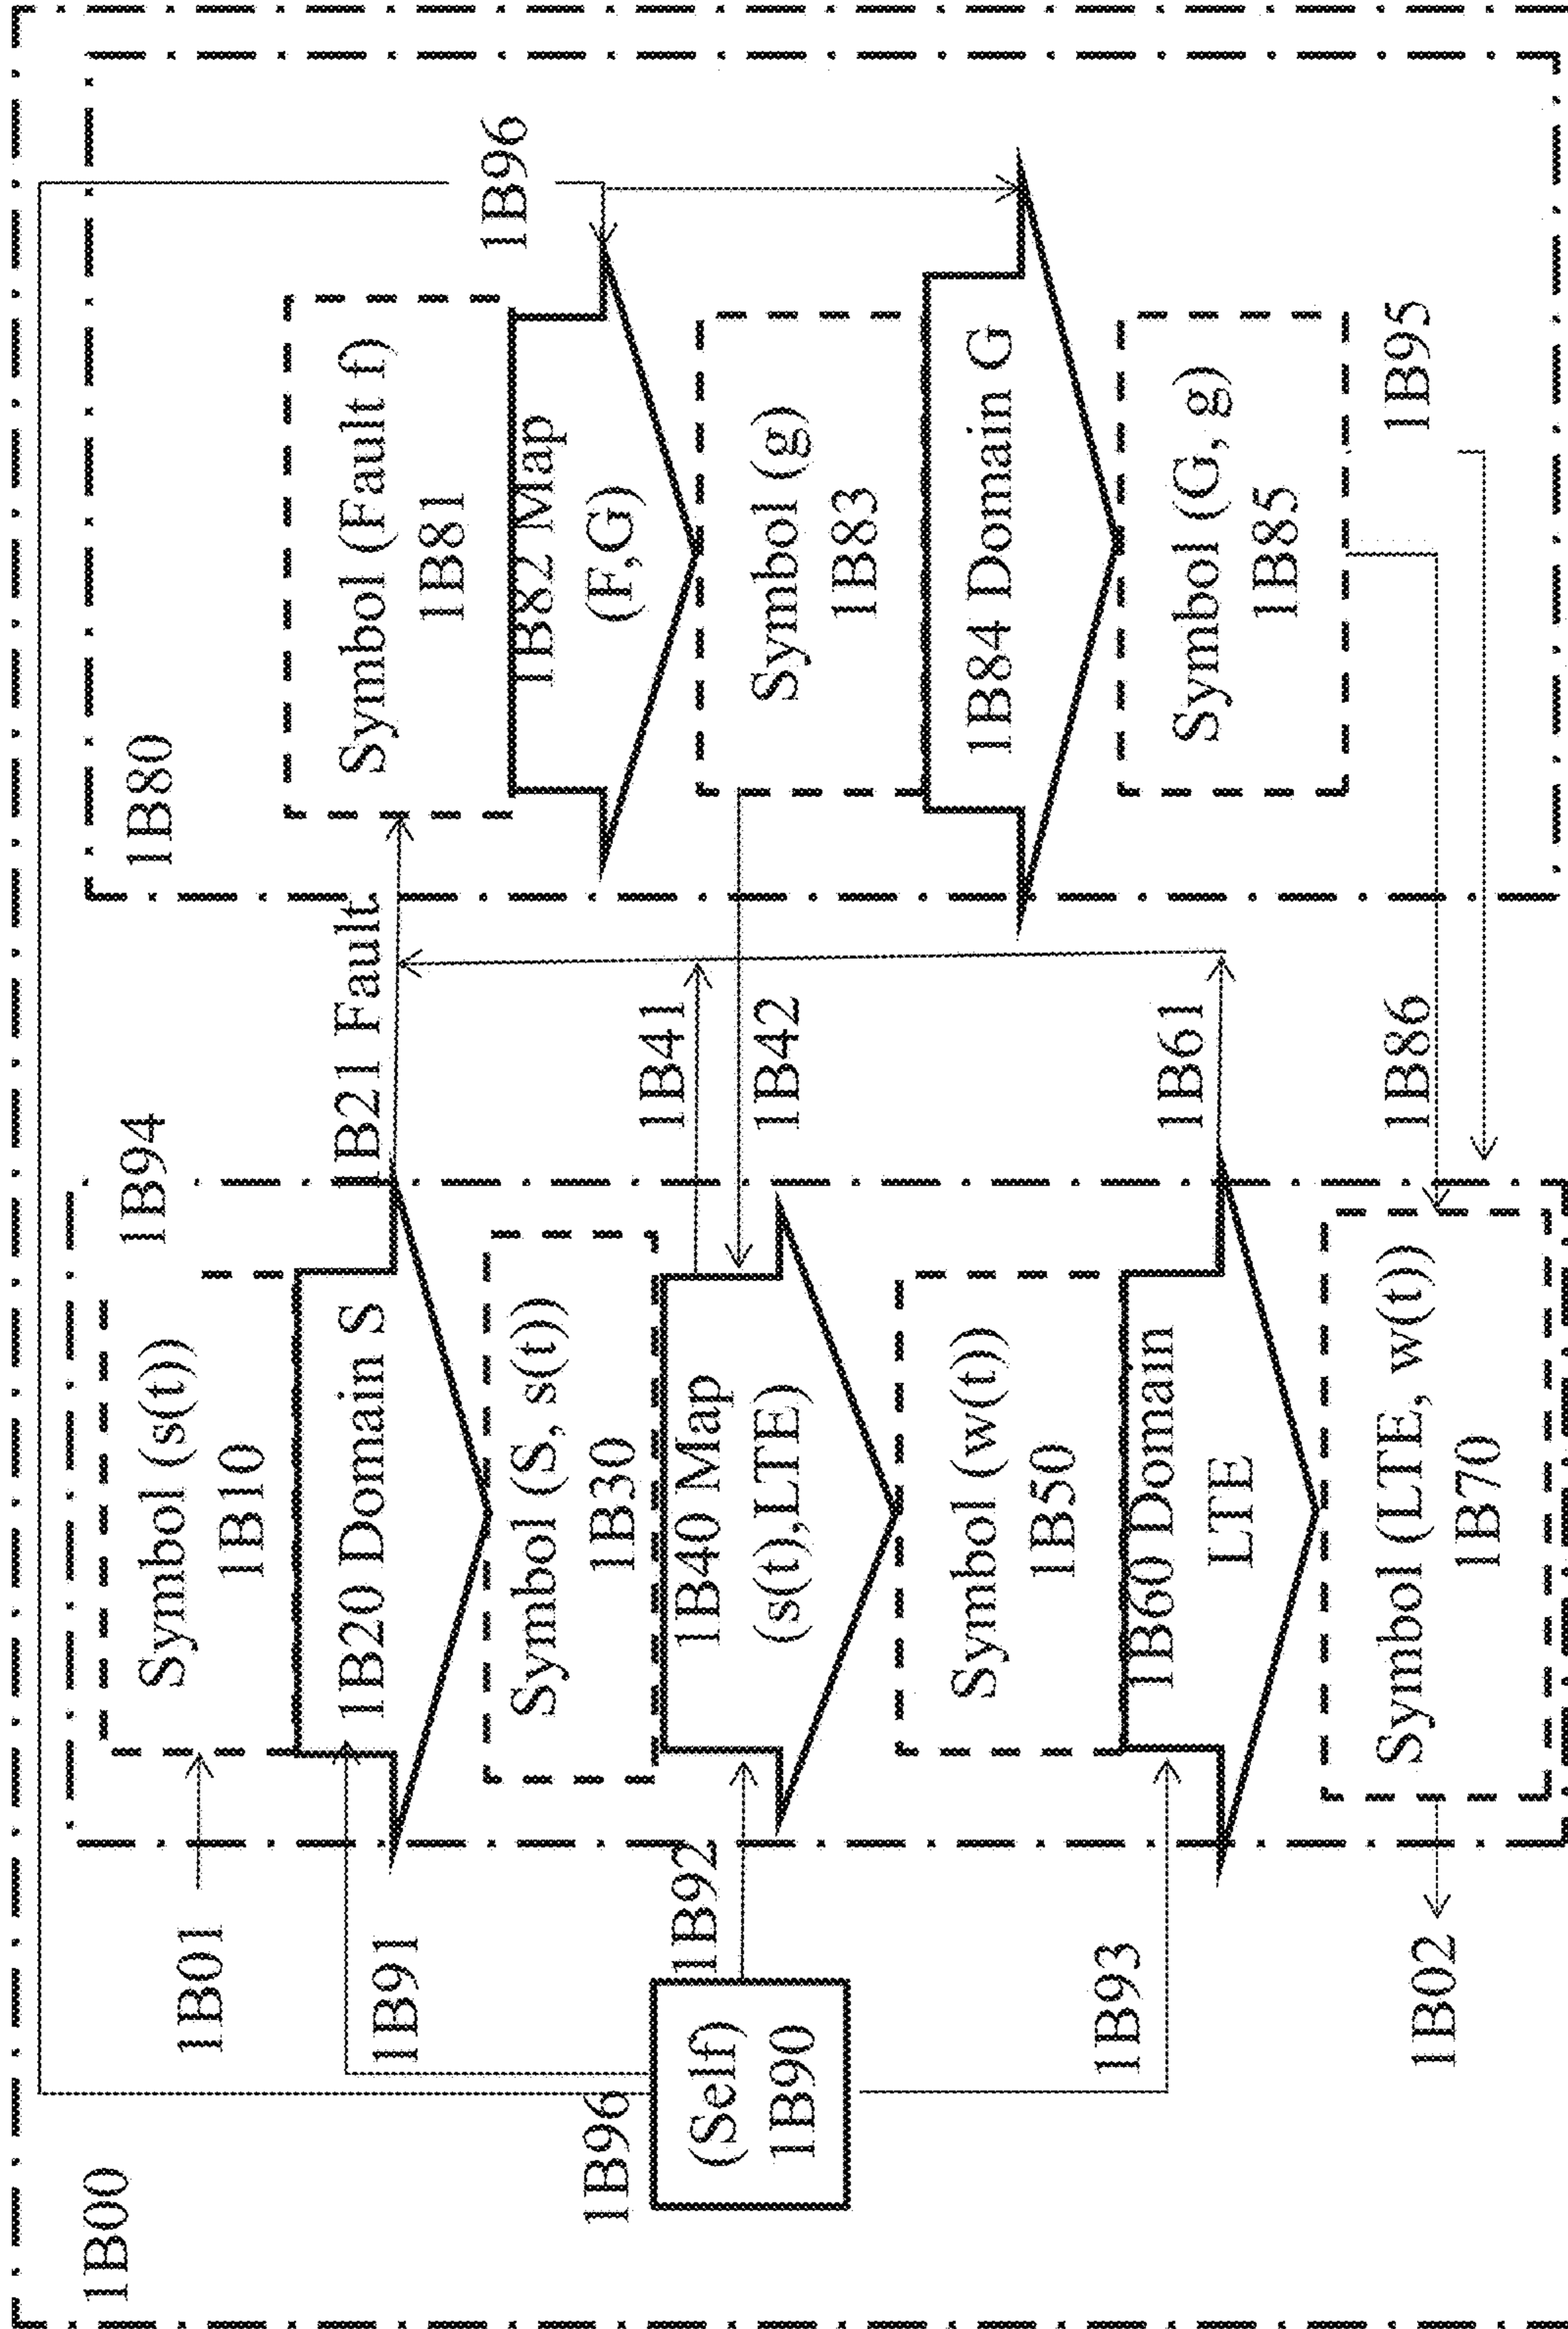 1B00
1B94
1B80
1B96
1B01
Symbol (s(t))
1B10
1B91
1B20 Domain S
1B21 Fault
Symbol (Fault f)
1B81
Symbol (S, s(t))
1B30
1B82 Map
(F,G)
1B96
(Self)
1B90
1B92
1B40 Map
(s(t),LTE)
1B41
1B42
Symbol (g)
1B83
Symbol (w(t))
1B50
1B84 Domain G
1B93
1B60 Domain
LTE
1B61
Symbol (G, g)
1B85
1B02
Symbol (LTE, w(t))
1B70
1B86
1B95